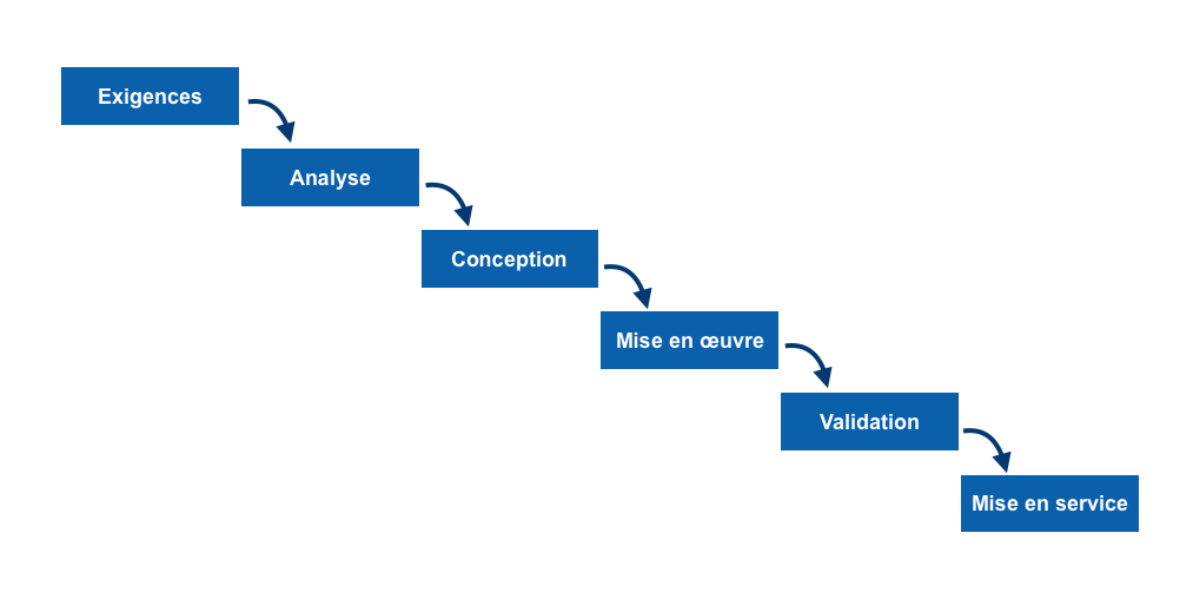 Exigences
Analyse
Conception
Mise en œuvre
Validation
Mise en service